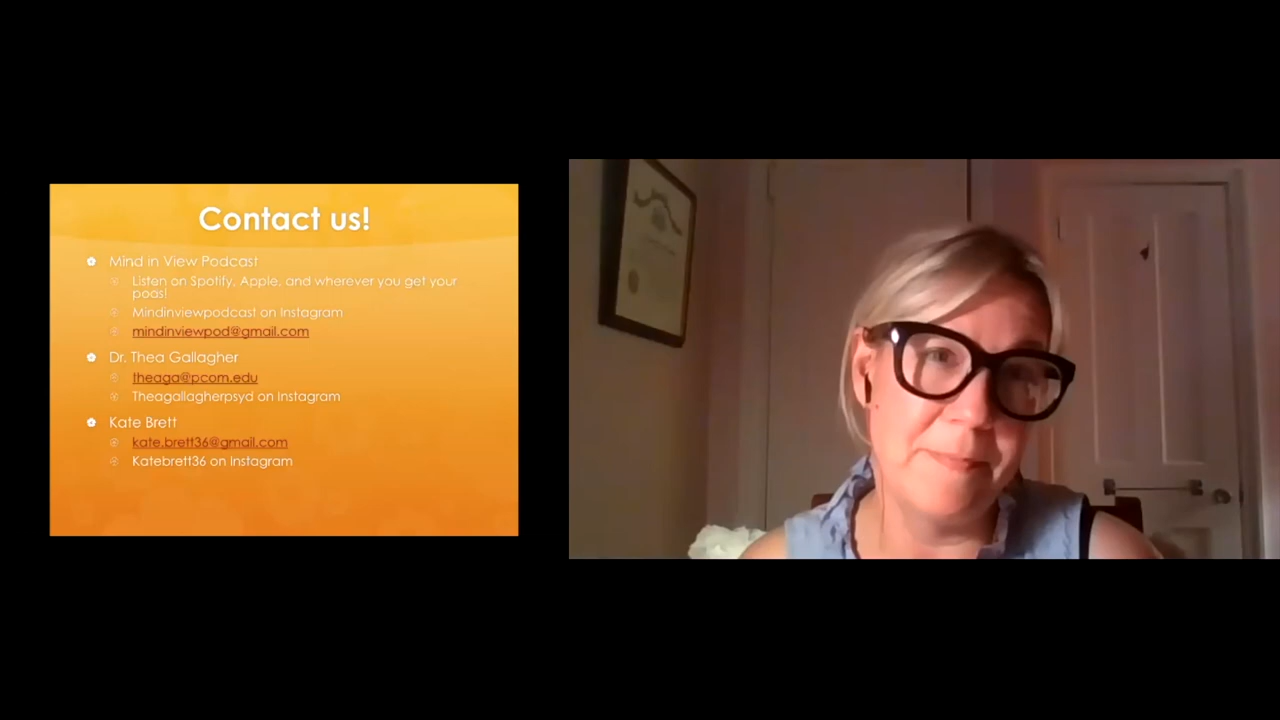 Contact us!
Mind in View Podcast
Listen on Spotify, Apple, and wherever you get your
pods!
Mindinviewpodcast on Instagram
mindinviewpod@gmail.com
Dr. Thea Gallagher
theaga@pcom.edu
Theagallagherpsyd on Instagram
Kate Brett
kate.brett36@gmail.com
Katebrett36 on Instagram